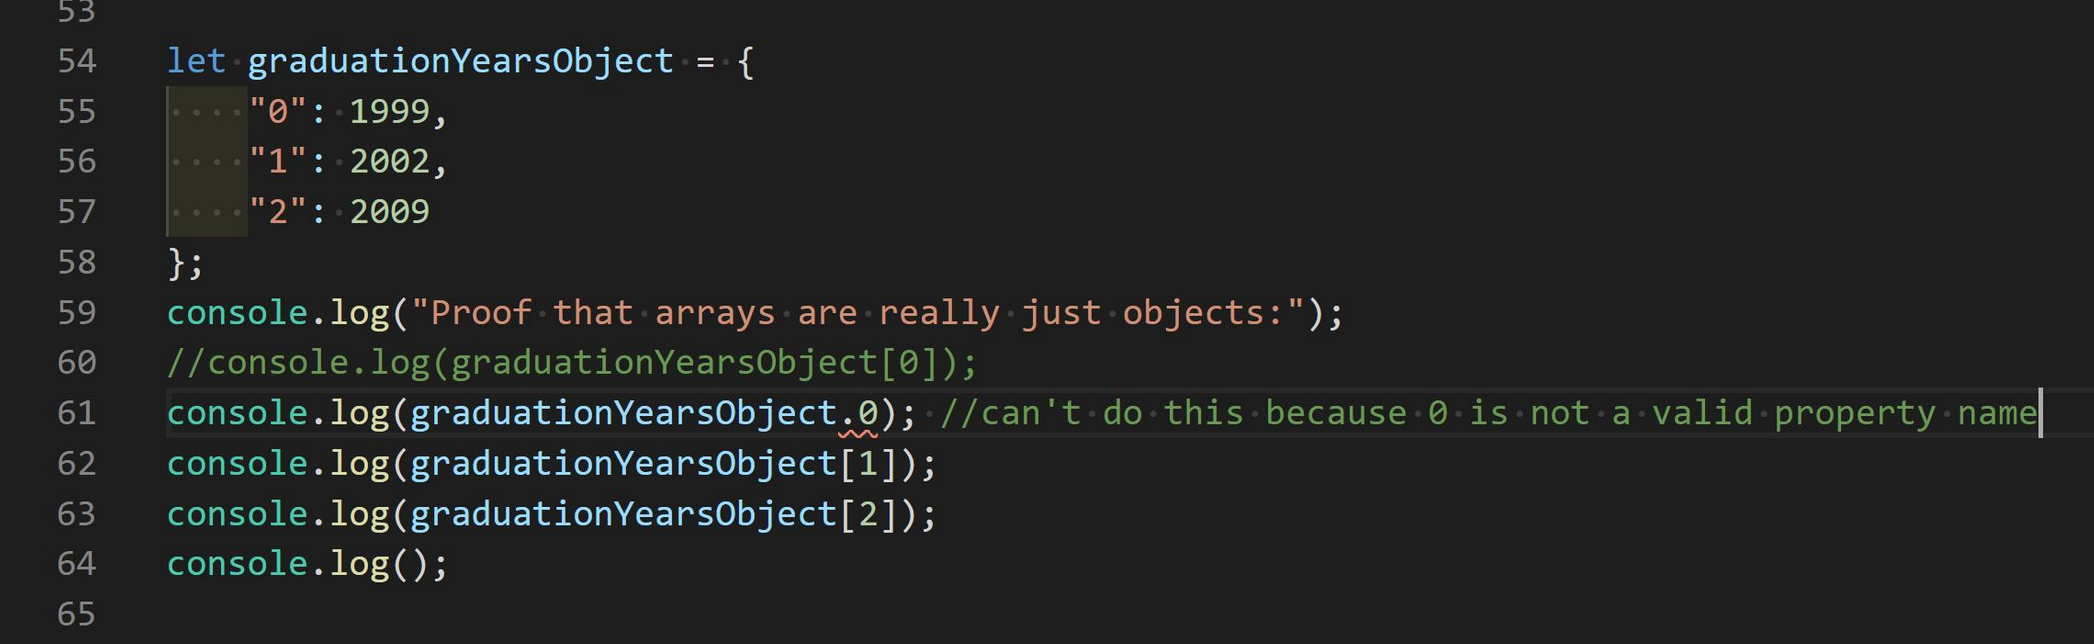 53
54 let graduationYearsObject = {
55     "0": 1999,
56     "1": 2002,
57     "2": 2009
58 };
59 console.log("Proof that arrays are really just objects:");
60 //console.log(graduationYearsObject[0]);
61 console.log(graduationYearsObject.0); //can't do this because 0 is not a valid property name
62 console.log(graduationYearsObject[1]);
63 console.log(graduationYearsObject[2]);
64 console.log();
65